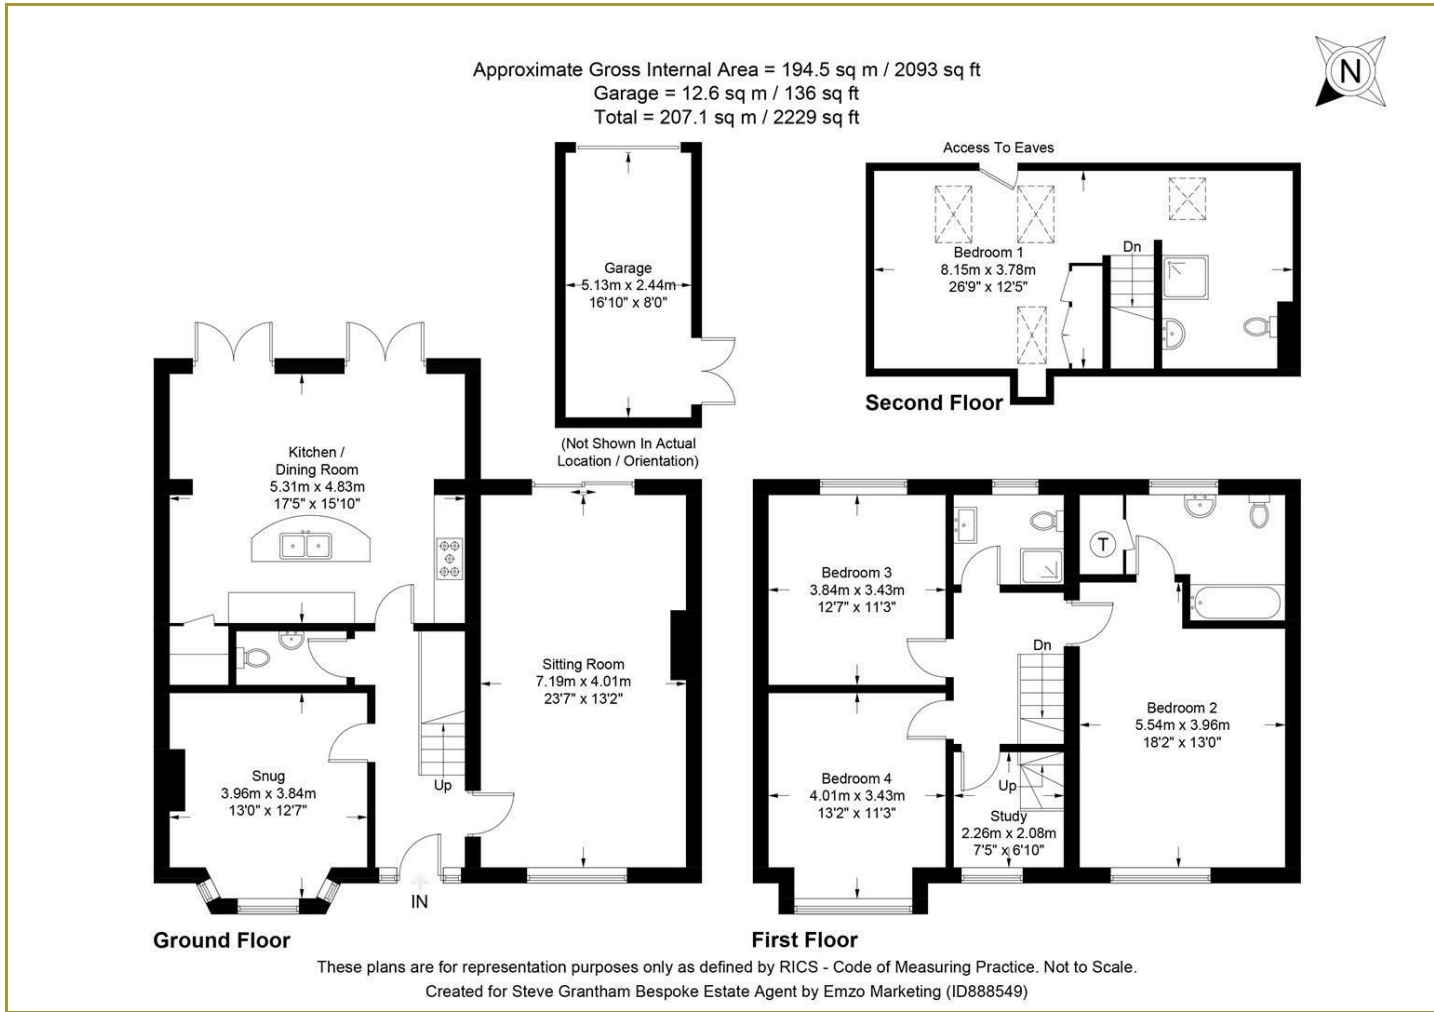 Approximate Gross Internal Area = 194.5 sq m / 2093 sq ft
Garage = 12.6 sq m / 136 sq ft
Total = 207.1 sq m / 2229 sq ft
N
Access To Eaves
Bedroom 1
8.15m x 3.78m
26'9" x 12'5"
Dn
Second Floor
Garage
5.13m x 2.44m
16'10" x 8'0"
(Not Shown In Actual
Location / Orientation)
Kitchen /
Dining Room
5.31m x 4.83m
17'5" x 15'10"
Sitting Room
7.19m x 4.01m
23'7" x 13'2"
Snug
3.96m x 3.84m
13'0" x 12'7"
Up
IN
Ground Floor
Bedroom 3
3.84m x 3.43m
12'7" x 11'3"
T
Dn
Bedroom 2
5.54m x 3.96m
18'2" x 13'0"
Bedroom 4
4.01m x 3.43m
13'2" x 11'3"
Up
Study
2.26m x 2.08m
7'5" x 6'10"
First Floor
These plans are for representation purposes only as defined by RICS - Code of Measuring Practice. Not to Scale.
Created for Steve Grantham Bespoke Estate Agent by Emzo Marketing (ID888549)